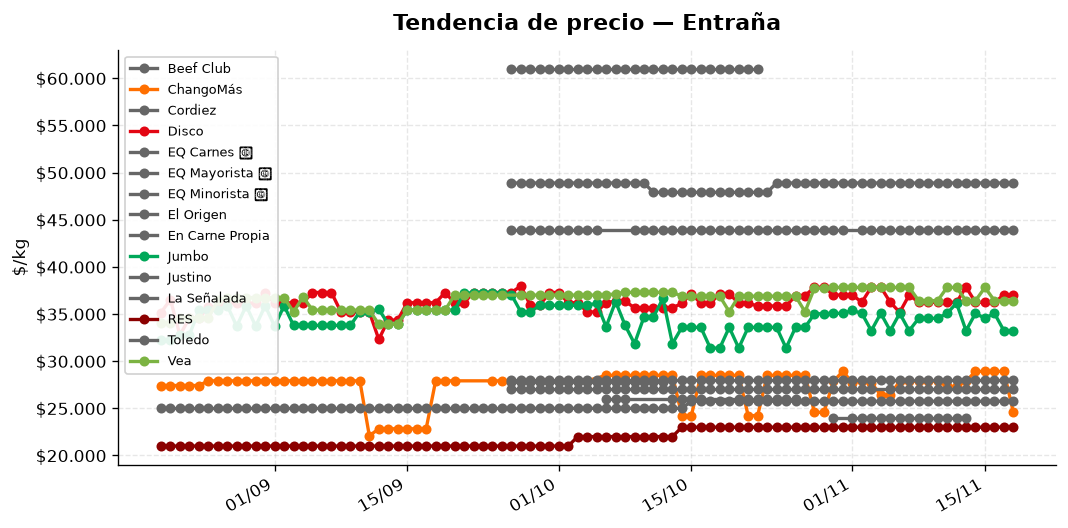 Tendencia de precio — Entraña
$/kg
$60.000
$55.000
$50.000
$45.000
$40.000
$35.000
$30.000
$25.000
$20.000
Beef Club
ChangoMás
Cordiez
Disco
EQ Carnes
EQ Mayorista
EQ Minorista
El Origen
En Carne Propia
Jumbo
Justino
La Señalada
RES
Toledo
Vea
01/09
15/09
01/10
15/10
01/11
15/11